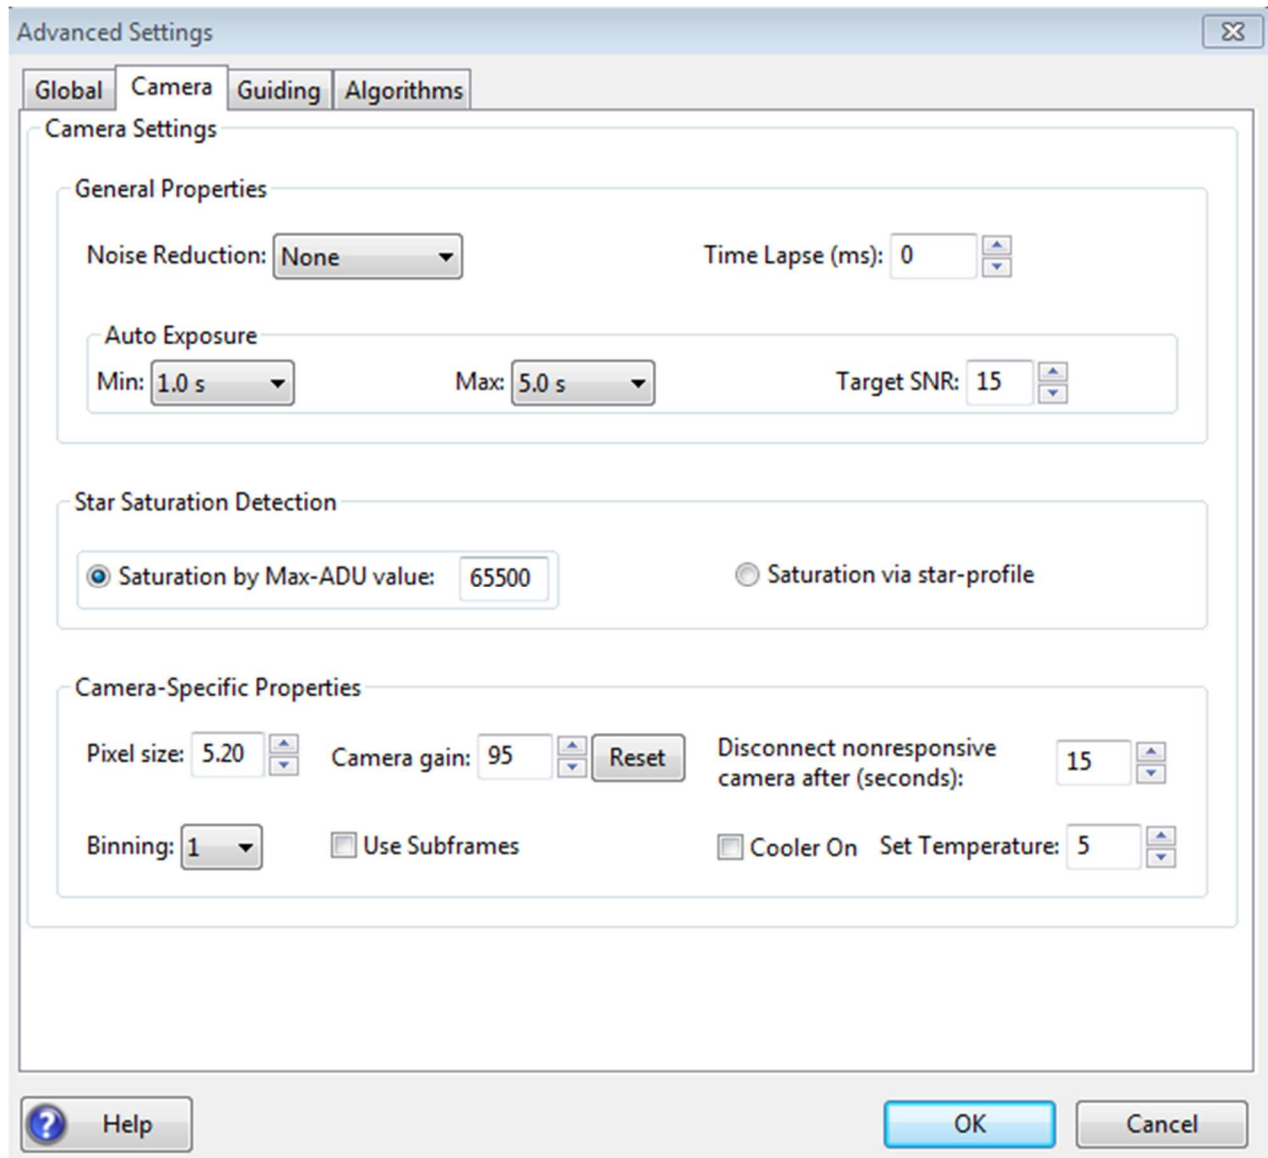 Advanced Settings
Global Camera Guiding Algorithms
Camera Settings
General Properties
Noise Reduction: None Time Lapse (ms): 0
Auto Exposure
Min: 1.0 s Max: 5.0 s Target SNR: 15
Star Saturation Detection
Saturation by Max-ADU value: 65500 Saturation via star-profile
Camera-Specific Properties
Pixel size: 5.20 Camera gain: 95 Reset Disconnect nonresponsive
camera after (seconds): 15
Binning: 1 Use Subframes Cooler On Set Temperature: 5
? Help OK Cancel